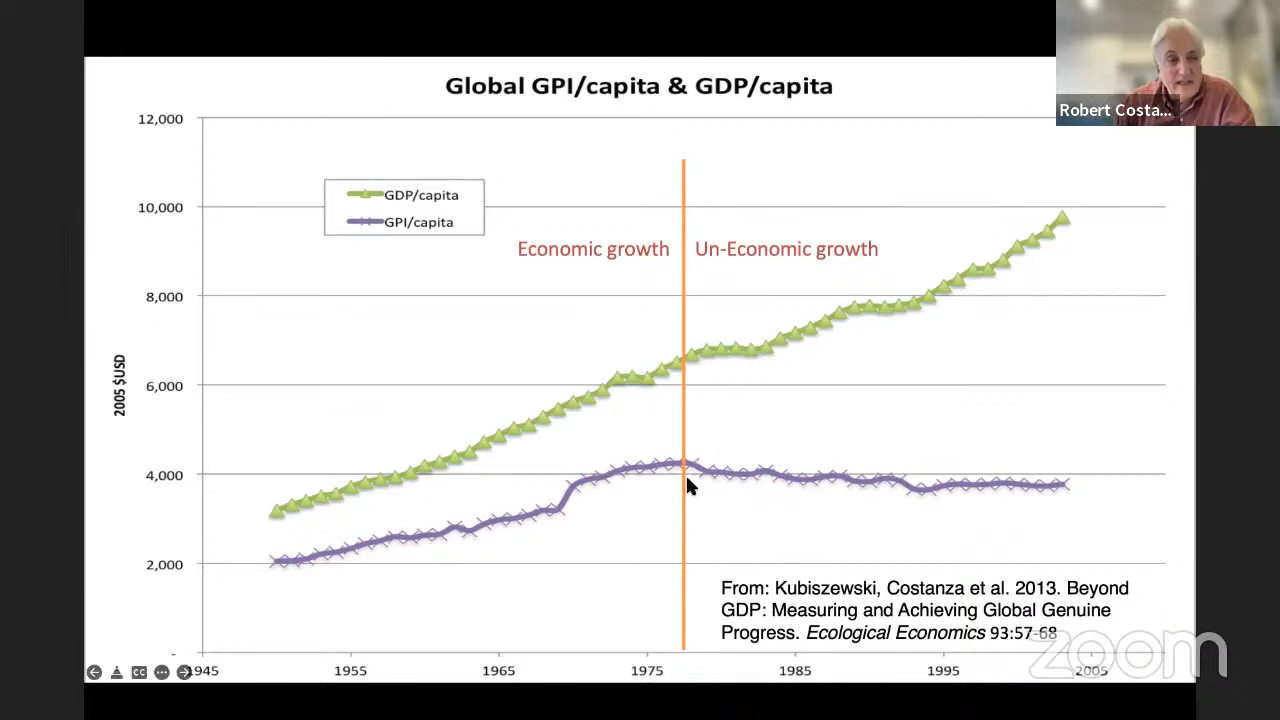 Global GPI/capita & GDP/capita
Robert Costa...
12,000
10,000
8,000
6,000
4,000
2,000
-
2005 $USD
GDP/capita
GPI/capita
Economic growth
Un-Economic growth
From: Kubiszewski, Costanza et al. 2013. Beyond
GDP: Measuring and Achieving Global Genuine
Progress. Ecological Economics 93:57-68
zoom
CC
1945
1955
1965
1975
1985
1995
2005